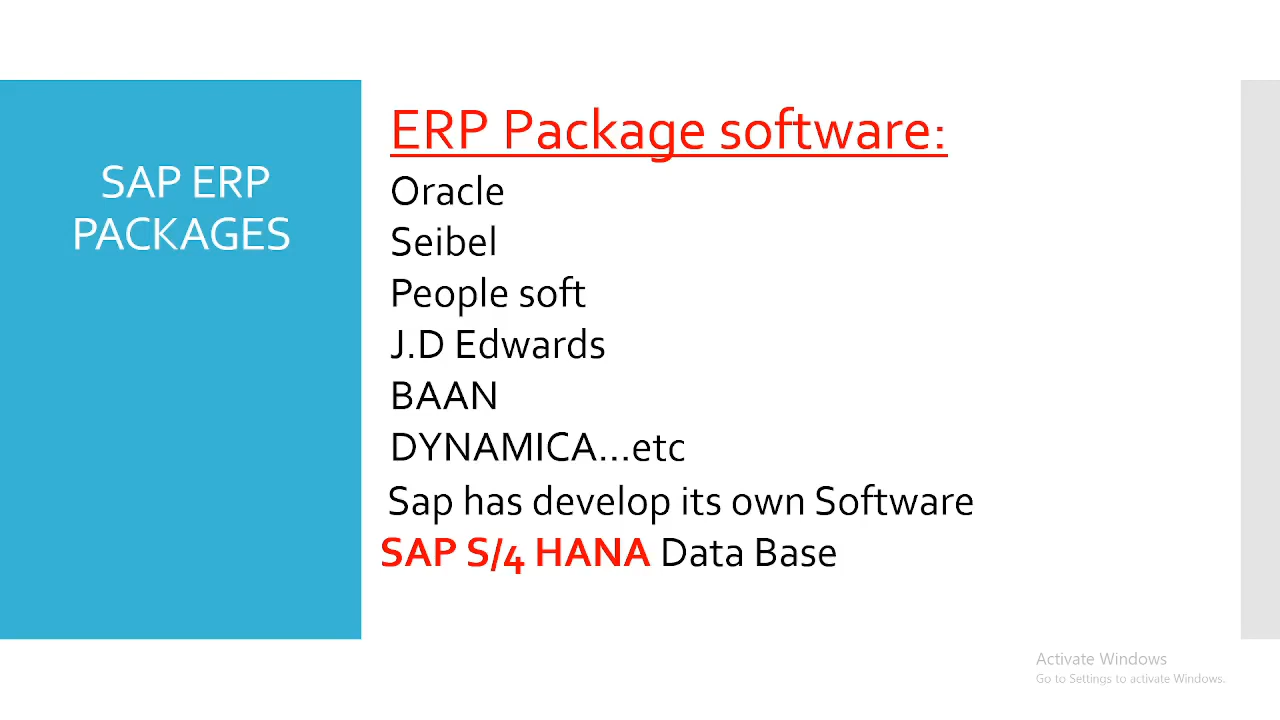 SAP ERP
PACKAGES
ERP Package software:
Oracle
Seibel
People soft
J.D Edwards
BAAN
DYNAMICA...etc
Sap has develop its own Software
SAP S/4 HANA Data Base
Activate Windows
Go to Settings to activate Windows.